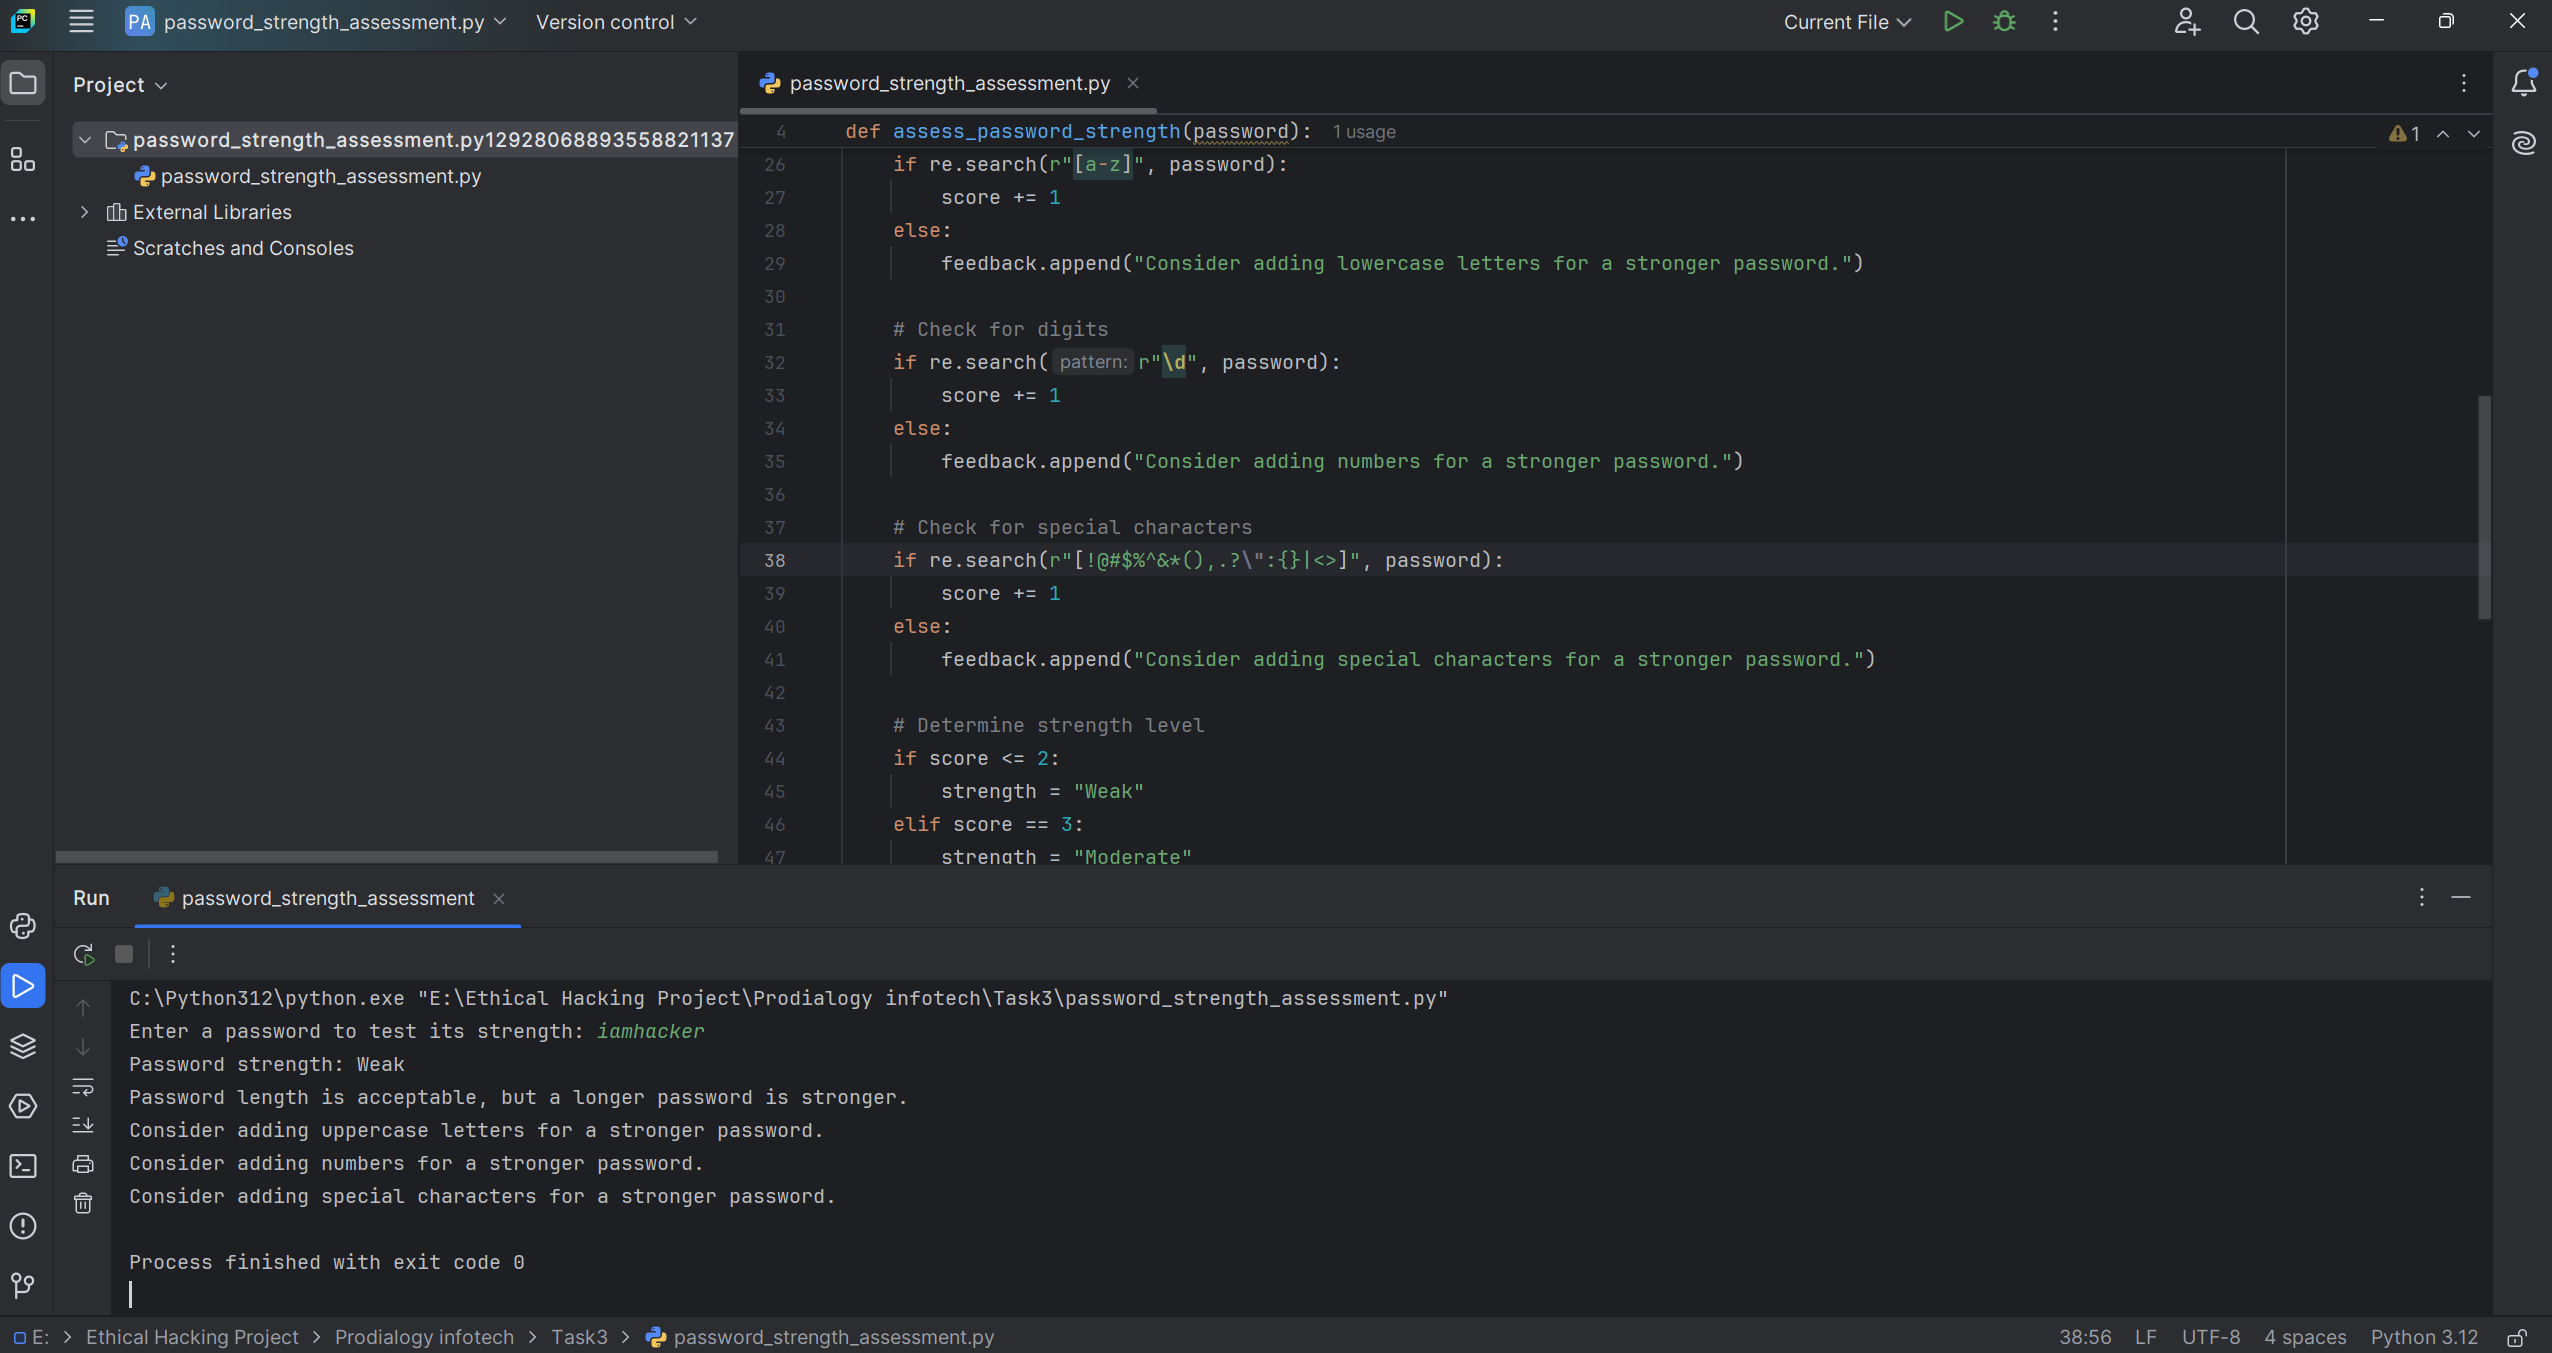 PC
PA password_strength_assessment.py Version control Current File
Project
password_strength_assessment.py12928068893558821137
password_strength_assessment.py
External Libraries
Scratches and Consoles
password_strength_assessment.py
4 def assess_password_strength(password): 1 usage 1
26 if re.search(r"[a-z]", password):
27 score += 1
28 else:
29 feedback.append("Consider adding lowercase letters for a stronger password.")
30
31 # Check for digits
32 if re.search( pattern: r"\d", password):
33 score += 1
34 else:
35 feedback.append("Consider adding numbers for a stronger password.")
36
37 # Check for special characters
38 if re.search(r"[!@#$%^&*(),.?\":{}|<>]", password):
39 score += 1
40 else:
41 feedback.append("Consider adding special characters for a stronger password.")
42
43 # Determine strength level
44 if score <= 2:
45 strength = "Weak"
46 elif score == 3:
47 strength = "Moderate"
Run password_strength_assessment
C:\Python312\python.exe "E:\Ethical Hacking Project\Prodialogy infotech\Task3\password_strength_assessment.py"
Enter a password to test its strength: iamhacker
Password strength: Weak
Password length is acceptable, but a longer password is stronger.
Consider adding uppercase letters for a stronger password.
Consider adding numbers for a stronger password.
Consider adding special characters for a stronger password.
Process finished with exit code 0
E: > Ethical Hacking Project > Prodialogy infotech > Task3 > password_strength_assessment.py 38:56 LF UTF-8 4 spaces Python 3.12